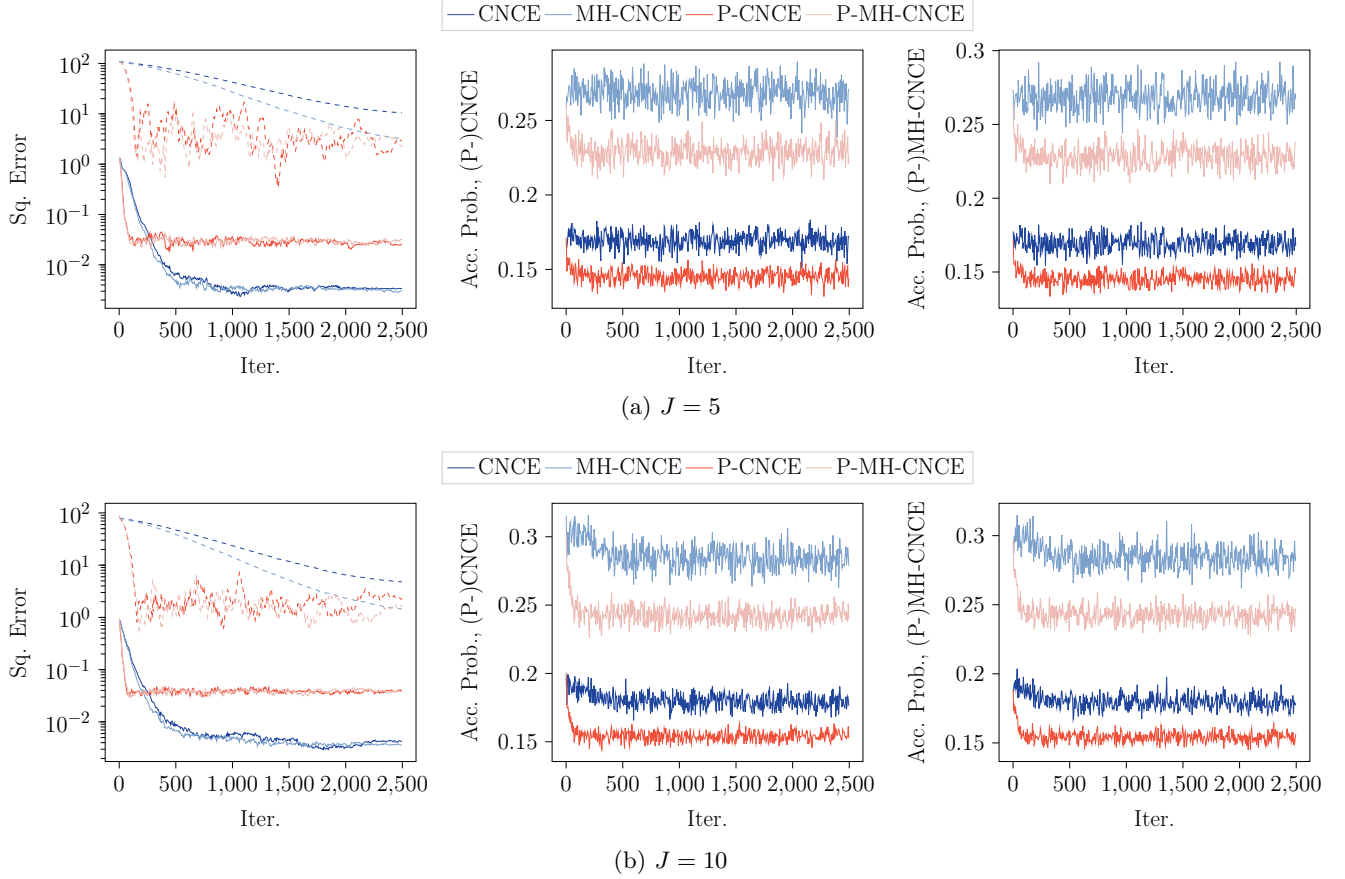 CNCE MH-CNCE P-CNCE P-MH-CNCE
Sq. Error
10^2
10^1
10^0
10^−1
10^−2
0 500 1,000 1,500 2,000 2,500
Iter.
Acc. Prob., (P-)CNCE
0.25
0.2
0.15
0 500 1,000 1,500 2,000 2,500
Iter.
Acc. Prob., (P-)MH-CNCE
0.3
0.25
0.2
0.15
0 500 1,000 1,500 2,000 2,500
Iter.
(a) J = 5
CNCE MH-CNCE P-CNCE P-MH-CNCE
Sq. Error
10^2
10^1
10^0
10^−1
10^−2
0 500 1,000 1,500 2,000 2,500
Iter.
Acc. Prob., (P-)CNCE
0.3
0.25
0.2
0.15
0 500 1,000 1,500 2,000 2,500
Iter.
Acc. Prob., (P-)MH-CNCE
0.3
0.25
0.2
0.15
0 500 1,000 1,500 2,000 2,500
Iter.
(b) J = 10